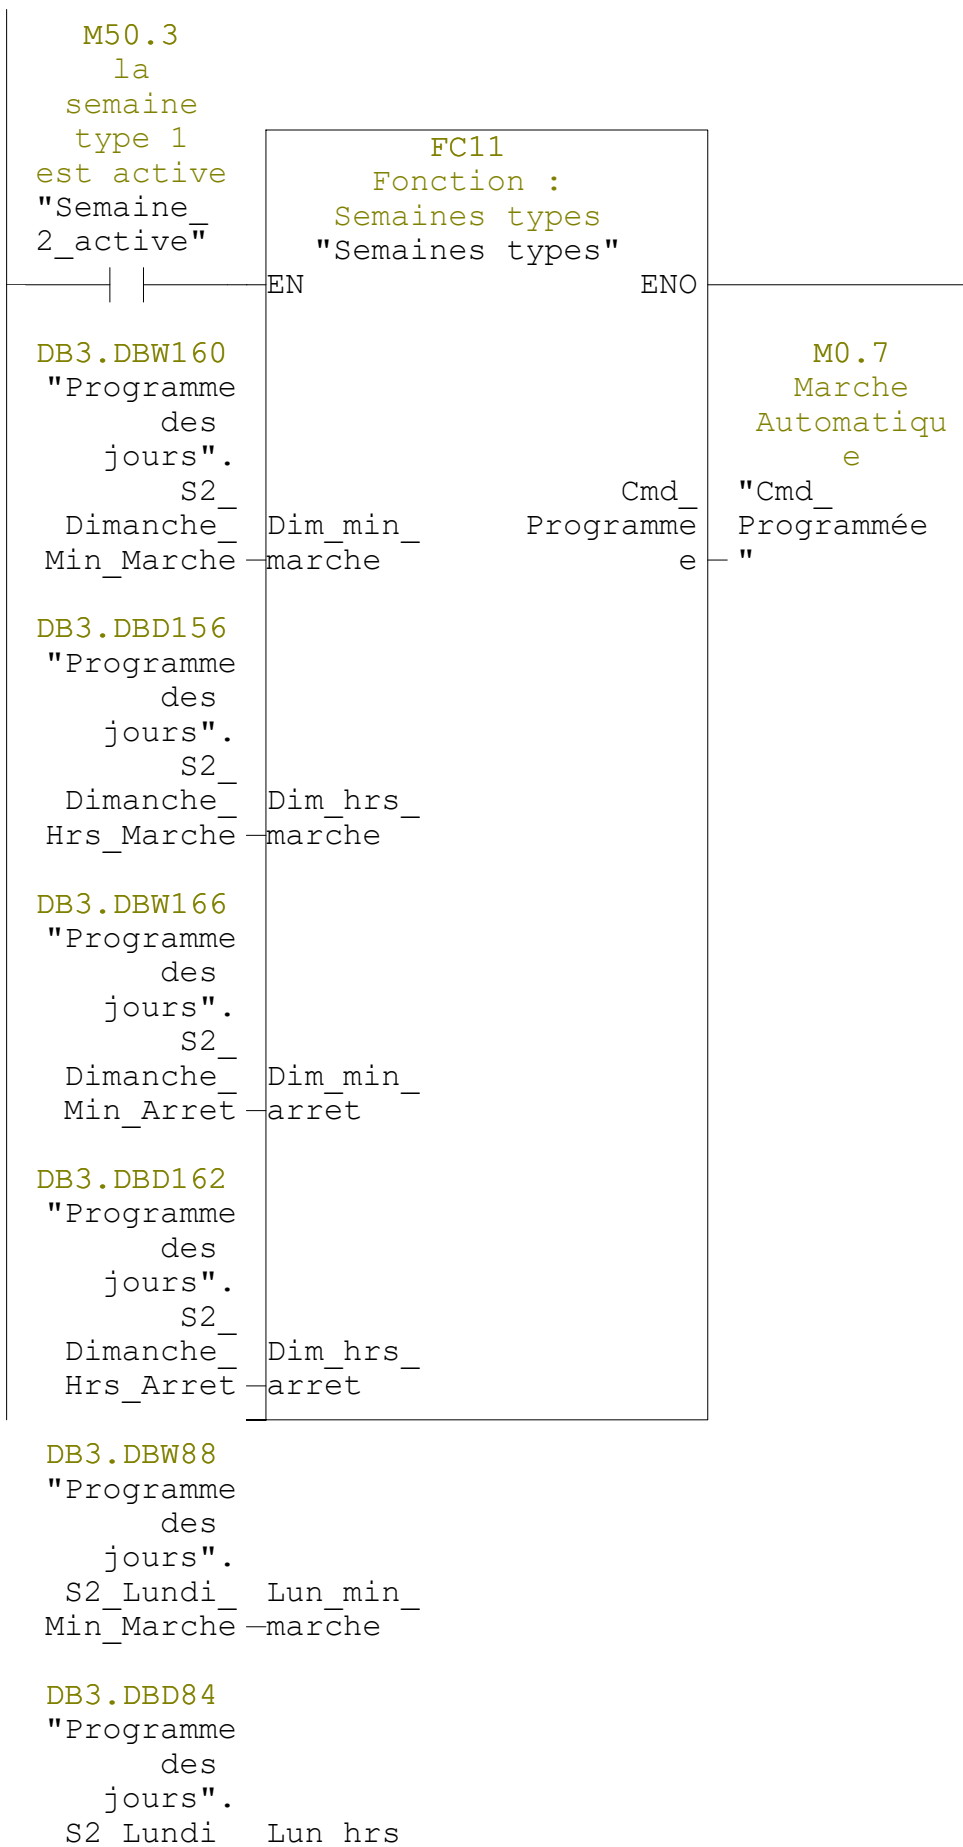 M50.3
la
semaine
type 1
est active
"Semaine_
2_active"
FC11
Fonction :
Semaines types
"Semaines types"
EN
ENO
DB3.DBW160
"Programme
des
jours".
S2_
Dimanche_
Min_Marche
Dim_min_
marche
Cmd_
Programme
e
M0.7
Marche
Automatiqu
e
"Cmd_
Programmée
"
DB3.DBD156
"Programme
des
jours".
S2_
Dimanche_
Hrs_Marche
Dim_hrs_
marche
DB3.DBW166
"Programme
des
jours".
S2_
Dimanche_
Min_Arret
Dim_min_
arret
DB3.DBD162
"Programme
des
jours".
S2_
Dimanche_
Hrs_Arret
Dim_hrs_
arret
DB3.DBW88
"Programme
des
jours".
S2_Lundi_
Min_Marche
Lun_min_
marche
DB3.DBD84
"Programme
des
jours".
S2 Lundi
Lun hrs